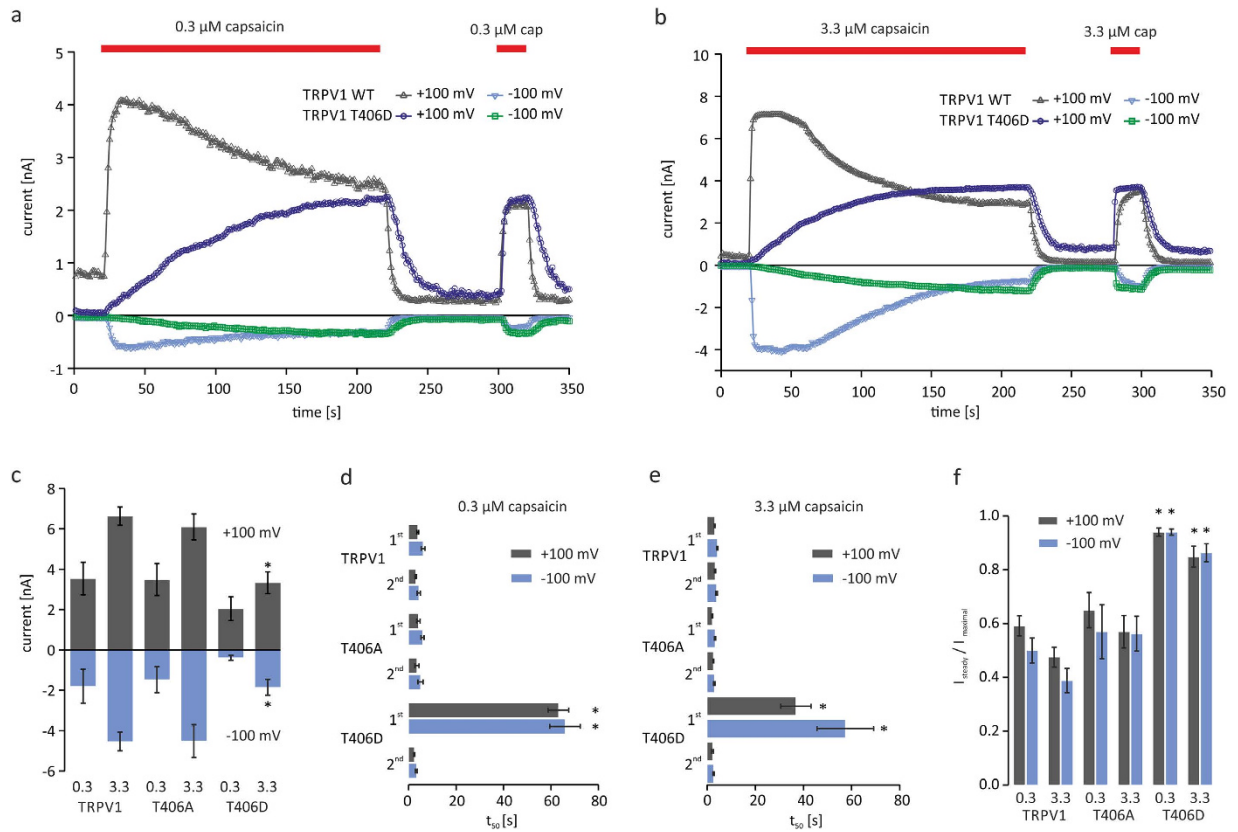 a
0.3 µM capsaicin
0.3 µM cap
5
4
3
2
1
0
-1
current [nA]
TRPV1 WT +100 mV -100 mV
TRPV1 T406D +100 mV -100 mV
0 50 100 150 200 250 300 350
time [s]
b
3.3 µM capsaicin
3.3 µM cap
10
8
6
4
2
0
-2
-4
current [nA]
TRPV1 WT +100 mV -100 mV
TRPV1 T406D +100 mV -100 mV
0 50 100 150 200 250 300 350
time [s]
c
8
6
4
2
0
-2
-4
-6
current [nA]
+100 mV
*
-100 mV
*
0.3 3.3 0.3 3.3 0.3 3.3
TRPV1 T406A T406D
d
0.3 µM capsaicin
+100 mV
-100 mV
1st
TRPV1
2nd
1st
T406A
2nd
1st
*
*
T406D
2nd
0 20 40 60 80
t50 [s]
e
3.3 µM capsaicin
+100 mV
-100 mV
1st
TRPV1
2nd
1st
T406A
2nd
1st
*
*
T406D
2nd
0 20 40 60 80
t50 [s]
f
+100 mV
-100 mV
* *
* *
1.0
0.8
0.6
0.4
0.2
0.0
I steady / I maximal
0.3 3.3 0.3 3.3 0.3 3.3
TRPV1 T406A T406D